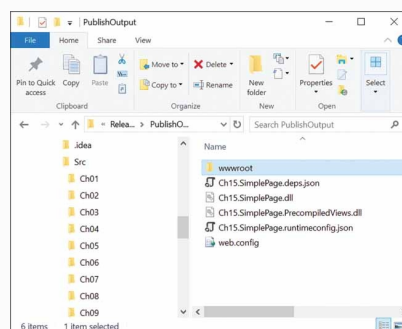 PublishOutput
File Home Share View
Pin to Quick access
Copy
Paste
Move to
Copy to
Delete
Rename
New folder
Properties
Select
Clipboard Organize New Open
« Relea... > PublishO...
Search PublishOutput
.idea
Src
Ch01
Ch02
Ch03
Ch04
Ch05
Ch06
Ch07
Ch08
Ch09
Name
wwwroot
Ch15.SimplePage.deps.json
Ch15.SimplePage.dll
Ch15.SimplePage.PrecompiledViews.dll
Ch15.SimplePage.runtimeconfig.json
web.config
6 items 1 item selected